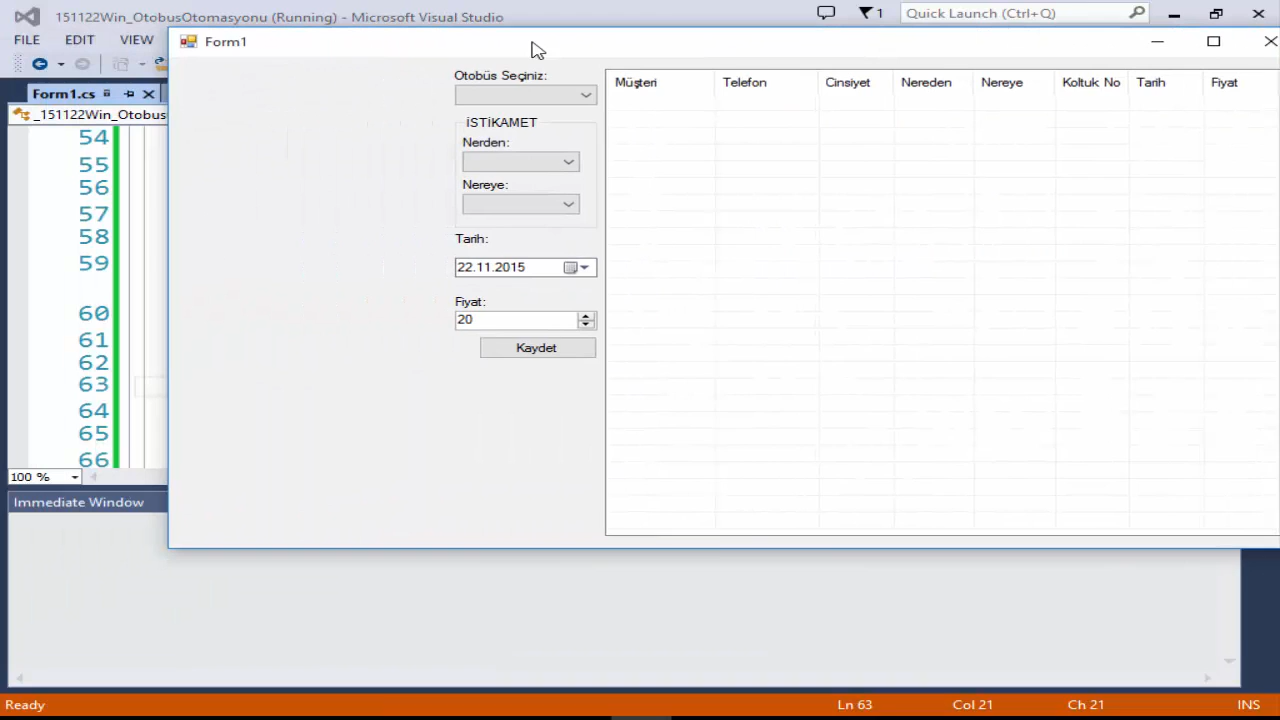 151122Win_OtobusOtomasyonu (Running) - Microsoft Visual Studio
1
Quick Launch (Ctrl+Q)
FILE EDIT VIEW
Form1
Form1.cs
_151122Win_Otobus
54
55
56
57
58
59
60
61
62
63
64
65
66
100 %
Otobüs Seçiniz:
İSTİKAMET
Nerden:
Nereye:
Tarih:
22.11.2015
Fiyat:
20
Kaydet
Müşteri Telefon Cinsiyet Nereden Nereye Koltuk No Tarih Fiyat
Immediate Window
Ready Ln 63 Col 21 Ch 21 INS